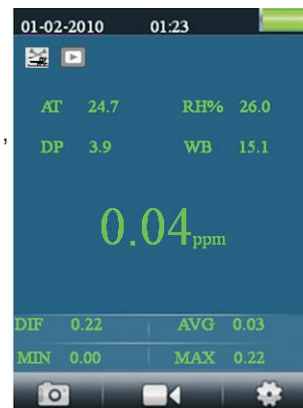 01-02-2010 01:23
AT 24.7 RH% 26.0
,
DP 3.9 WB 15.1
0.04ppm
DIF 0.22 AVG 0.03
MIN 0.00 MAX 0.22